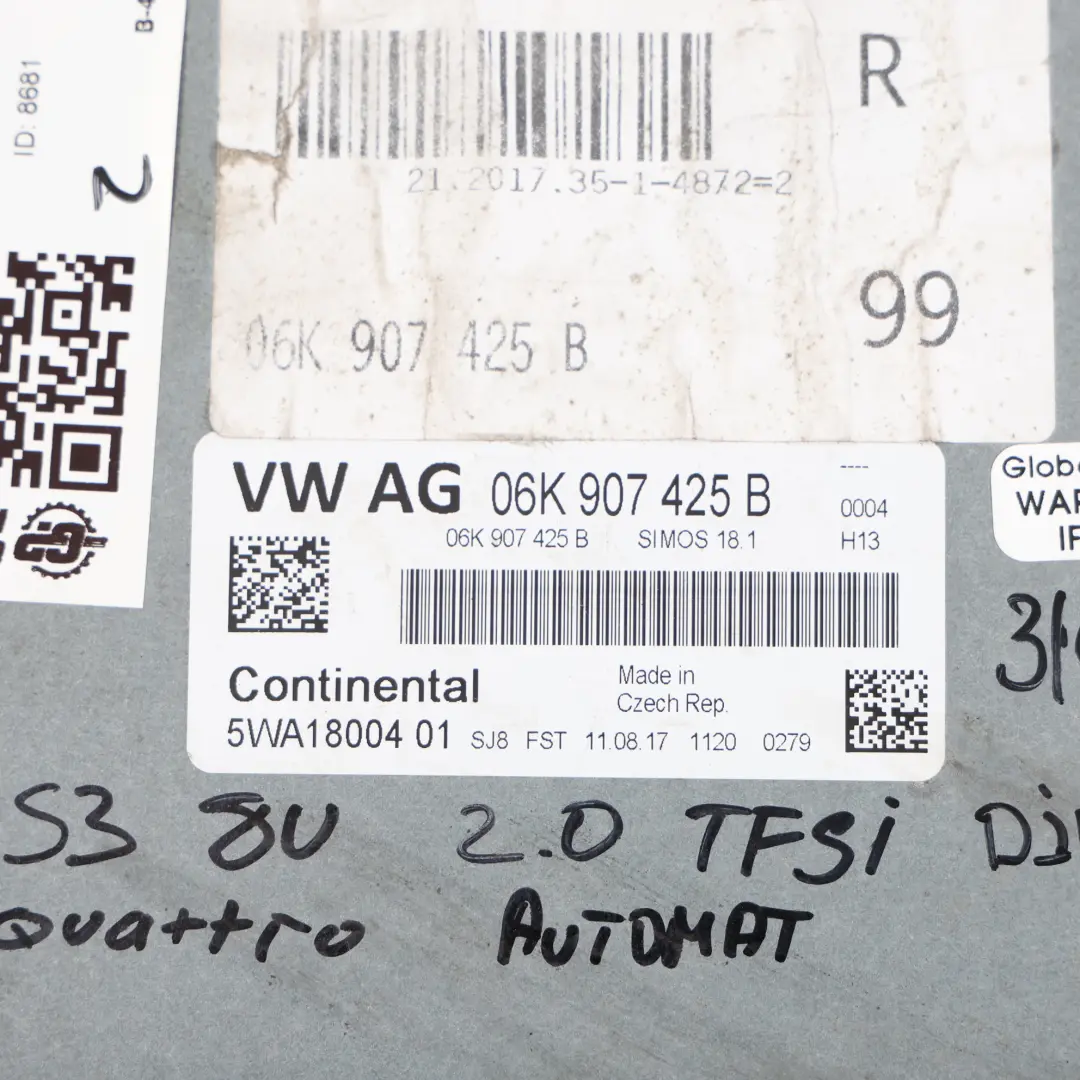 ID: 8681
2
R
21.2017.35-1-4872=2
99
06K 907 425 B
VW AG 06K 907 425 B
----
0004
06K 907 425 B SIMOS 18.1 H13
Continental
Made in
Czech Rep.
5WA18004 01 SJ8 FST 11.08.17 1120 0279
S3 8U 2.0 TFSi
Quattro AUTOMAT